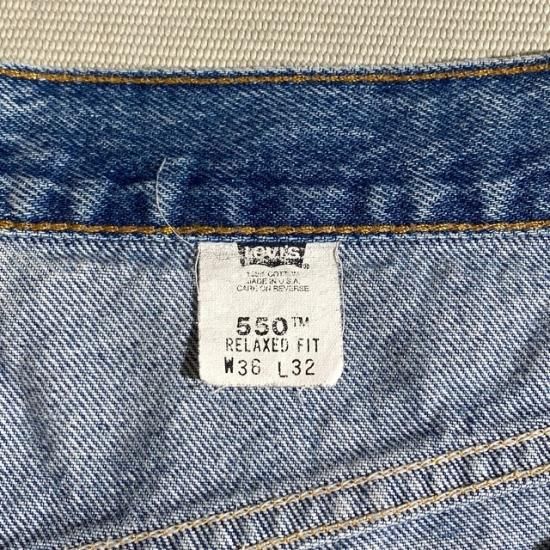 Levi's
100% COTTON
MADE IN U.S.A.
CARE ON REVERSE
550™
RELAXED FIT
W36 L32